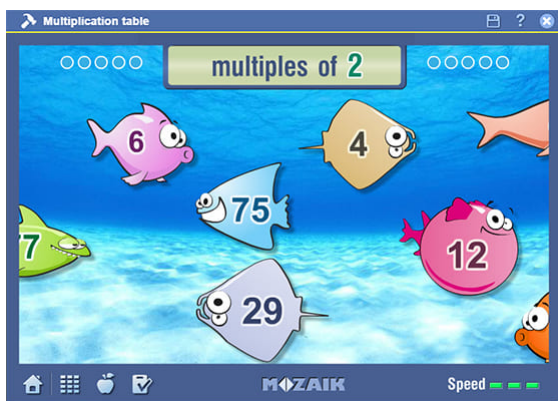 Multiplication table
?
multiples of 2
6
4
75
7
12
29
MOZAIK
Speed